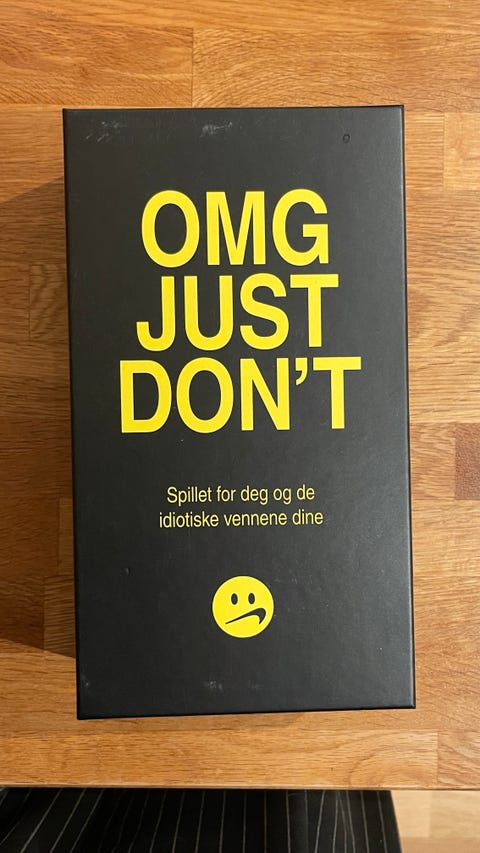 OMG
JUST
DON'T
Spillet for deg og de
idiotiske vennene dine